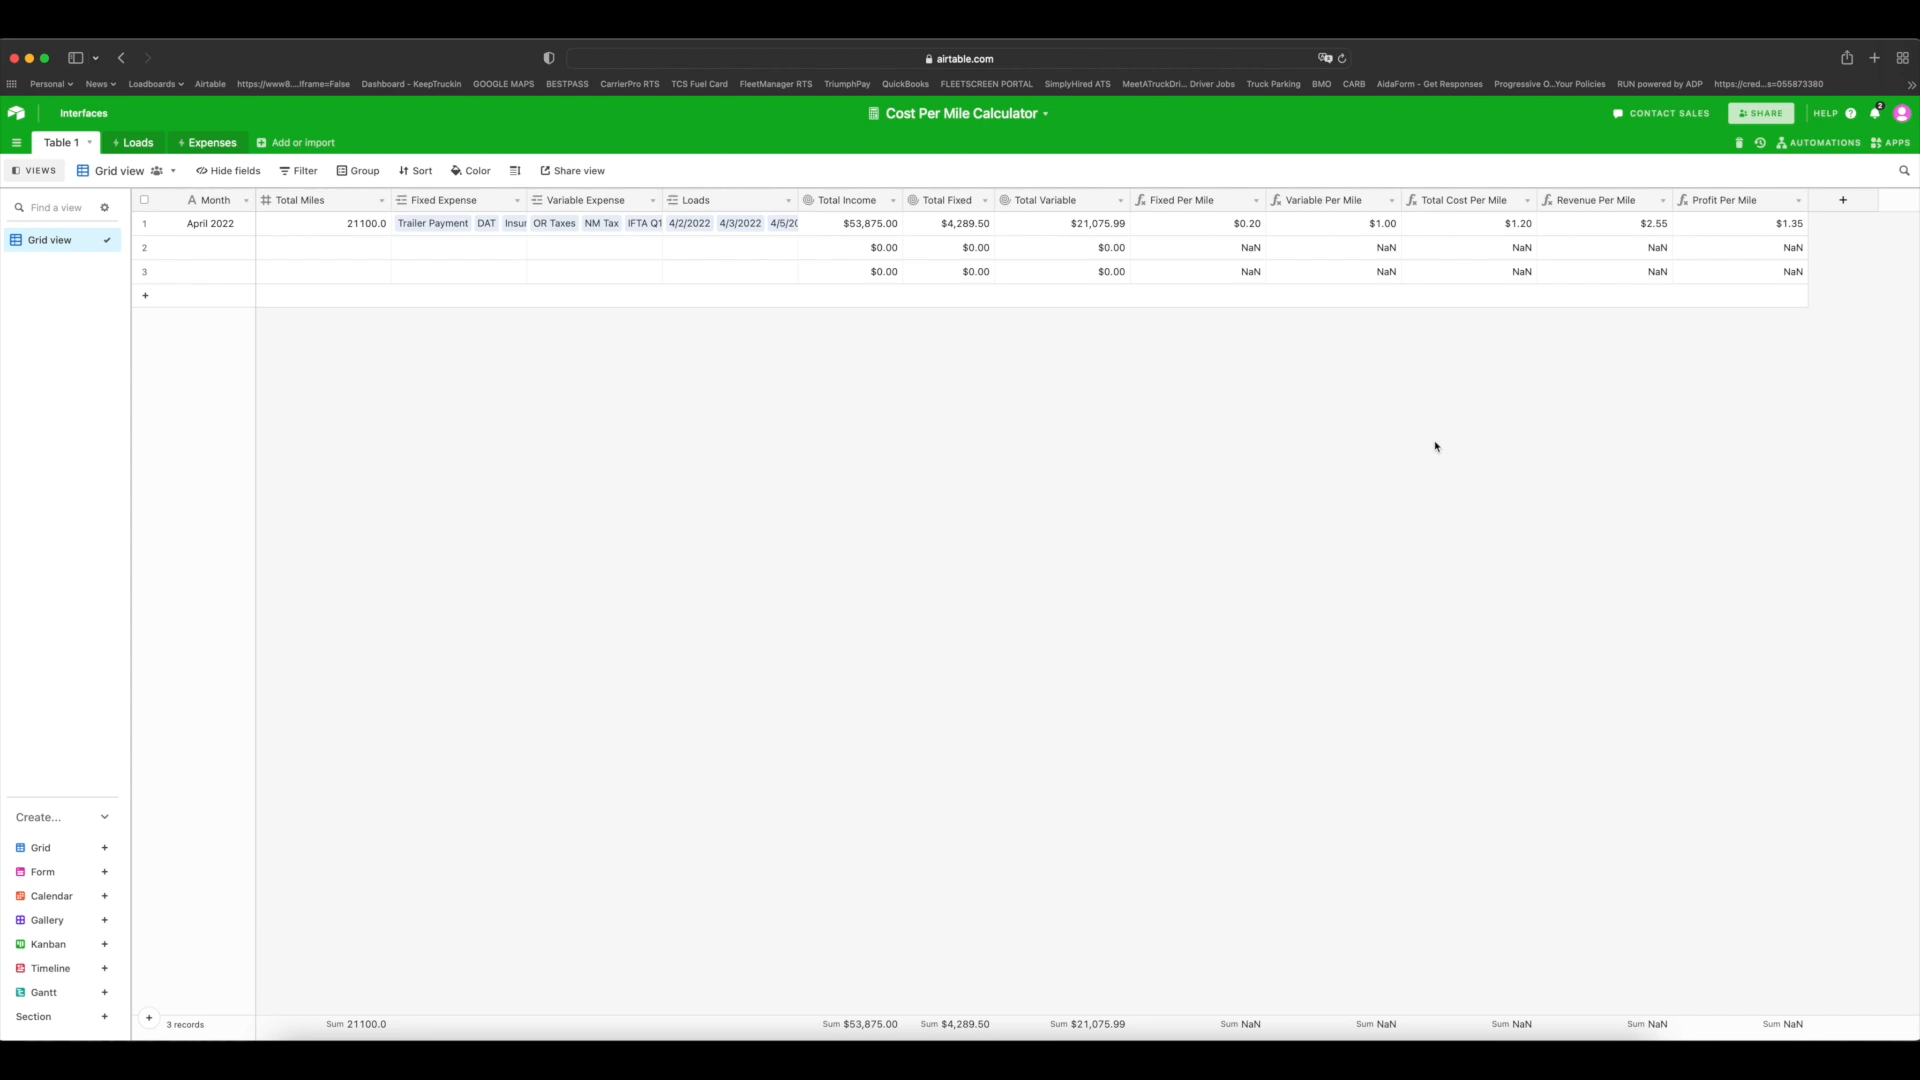 airtable.com
Personal News Loadboards Airtable https://www8....Iframe=False Dashboard - KeepTruckin GOOGLE MAPS BESTPASS CarrierPro RTS TCS Fuel Card FleetManager RTS TriumphPay QuickBooks FLEETSCREEN PORTAL SimplyHired ATS MeetATruckDri... Driver Jobs Truck Parking BMO CARB AidaForm - Get Responses Progressive O...Your Policies RUN powered by ADP https://cred...s=055873380
Interfaces Cost Per Mile Calculator CONTACT SALES SHARE HELP 2
Table 1 Loads Expenses Add or import AUTOMATIONS APPS
VIEWS Grid view Hide fields Filter Group Sort Color Share view
Find a view Month Total Miles Fixed Expense Variable Expense Loads Total Income Total Fixed Total Variable Fixed Per Mile Variable Per Mile Total Cost Per Mile Revenue Per Mile Profit Per Mile
1 April 2022 21100.0 Trailer Payment DAT Insur OR Taxes NM Tax IFTA Q1 4/2/2022 4/3/2022 4/5/20 $53,875.00 $4,289.50 $21,075.99 $0.20 $1.00 $1.20 $2.55 $1.35
Grid view
2 $0.00 $0.00 $0.00 NaN NaN NaN NaN NaN
3 $0.00 $0.00 $0.00 NaN NaN NaN NaN NaN
+
Create...
Grid +
Form +
Calendar +
Gallery +
Kanban +
Timeline +
Gantt +
Section +
+ 3 records Sum 21100.0 Sum $53,875.00 Sum $4,289.50 Sum $21,075.99 Sum NaN Sum NaN Sum NaN Sum NaN Sum NaN